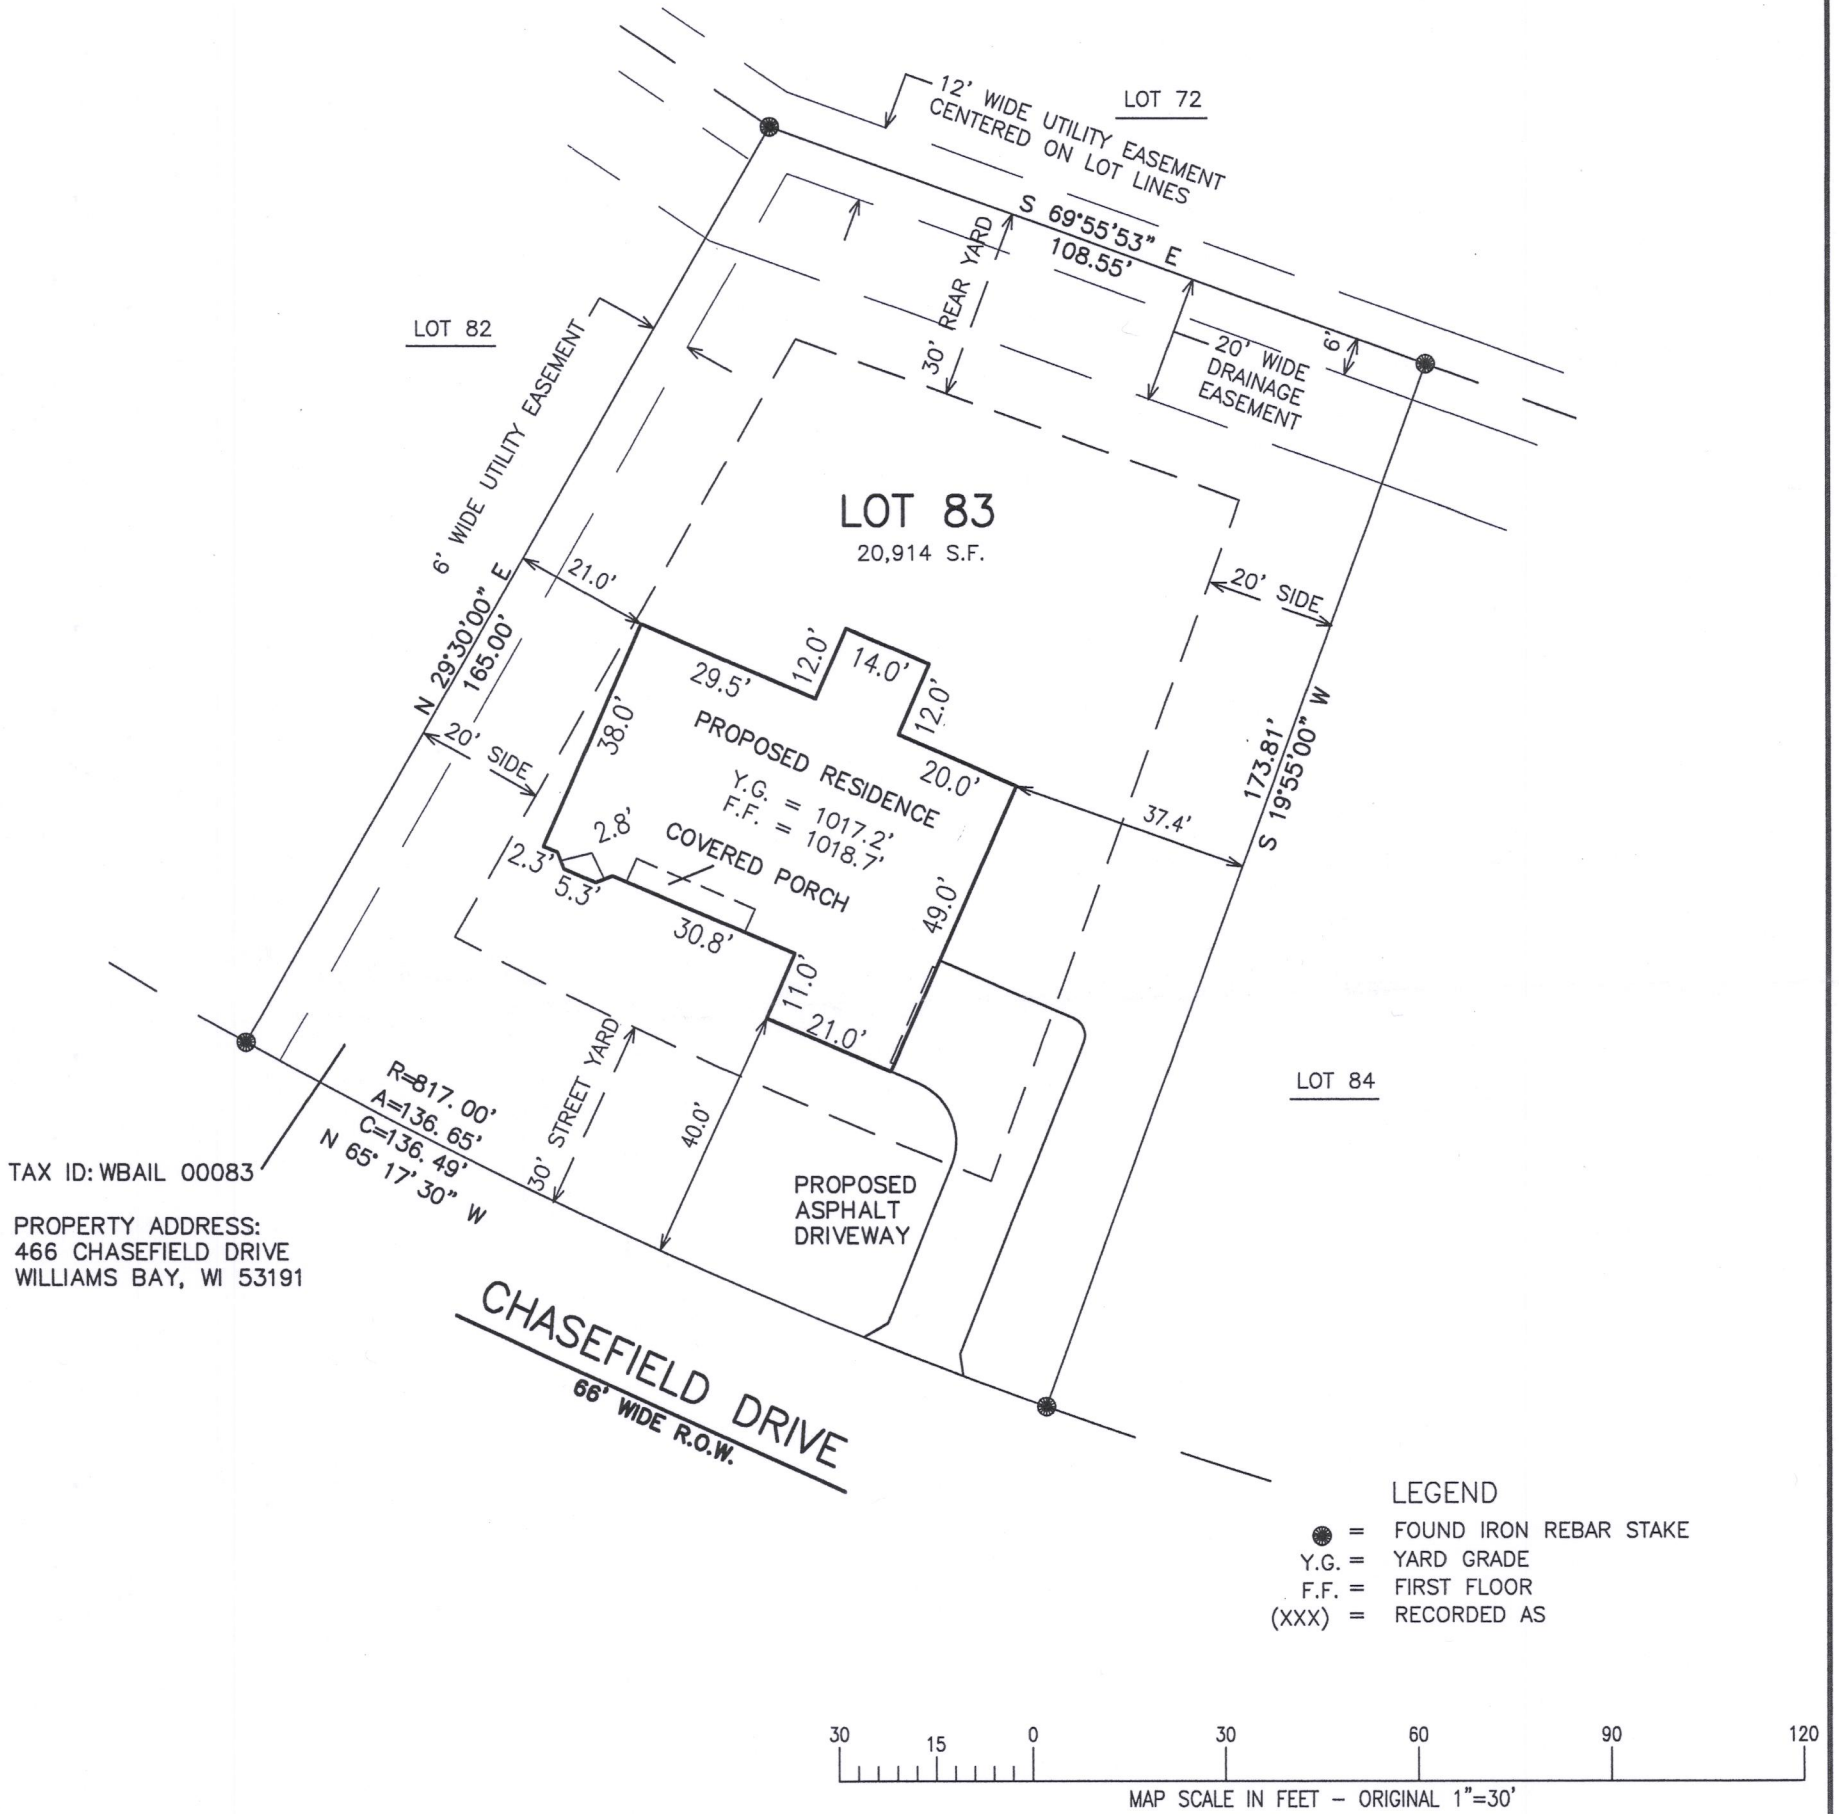 LOT 72
12' WIDE UTILITY EASEMENT
CENTERED ON LOT LINES
S 69°55'53" E
108.55'
30' REAR YARD
LOT 82
6' WIDE UTILITY EASEMENT
6'
20' WIDE
DRAINAGE
EASEMENT
LOT 83
20,914 S.F.
21.0'
20' SIDE
N 29°30'00" E
165.00'
29.5'
12.0'
14.0'
12.0'
20.0'
38.0'
PROPOSED RESIDENCE
Y.G. = 1017.2'
F.F. = 1018.7'
COVERED PORCH
20' SIDE
37.4'
173.81'
S 19°55'00" W
2.8'
2.3'
5.3'
30.8'
49.0'
11.0'
21.0'
LOT 84
R=817.00'
A=136.65'
C=136.49'
N 65°17'30" W
30' STREET YARD
40.0'
PROPOSED
ASPHALT
DRIVEWAY
TAX ID: WBAIL 00083
PROPERTY ADDRESS:
466 CHASEFIELD DRIVE
WILLIAMS BAY, WI 53191
CHASEFIELD DRIVE
66' WIDE R.O.W.
LEGEND
= FOUND IRON REBAR STAKE
Y.G. = YARD GRADE
F.F. = FIRST FLOOR
(XXX) = RECORDED AS
30 15 0 30 60 90 120
MAP SCALE IN FEET - ORIGINAL 1"=30'